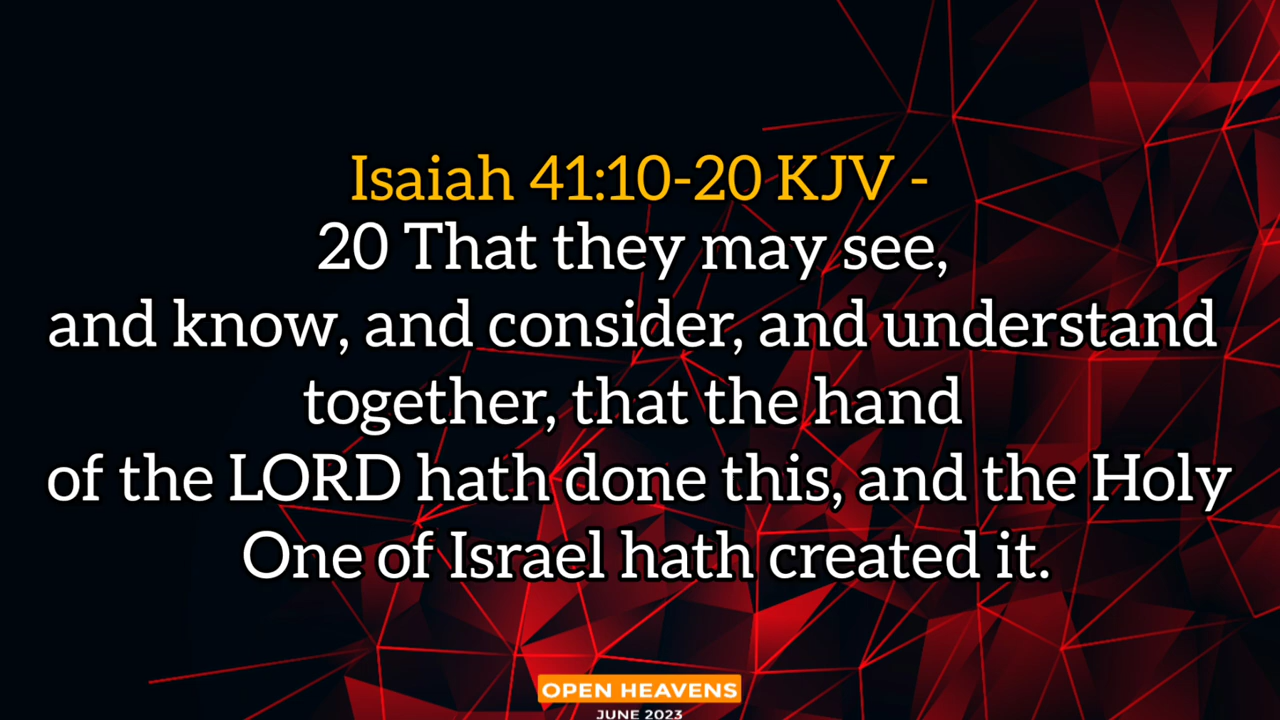 Isaiah 41:10-20 KJV -
20 That they may see,
and know, and consider, and understand
together, that the hand
of the LORD hath done this, and the Holy
One of Israel hath created it.
OPEN HEAVENS
JUNE 2023